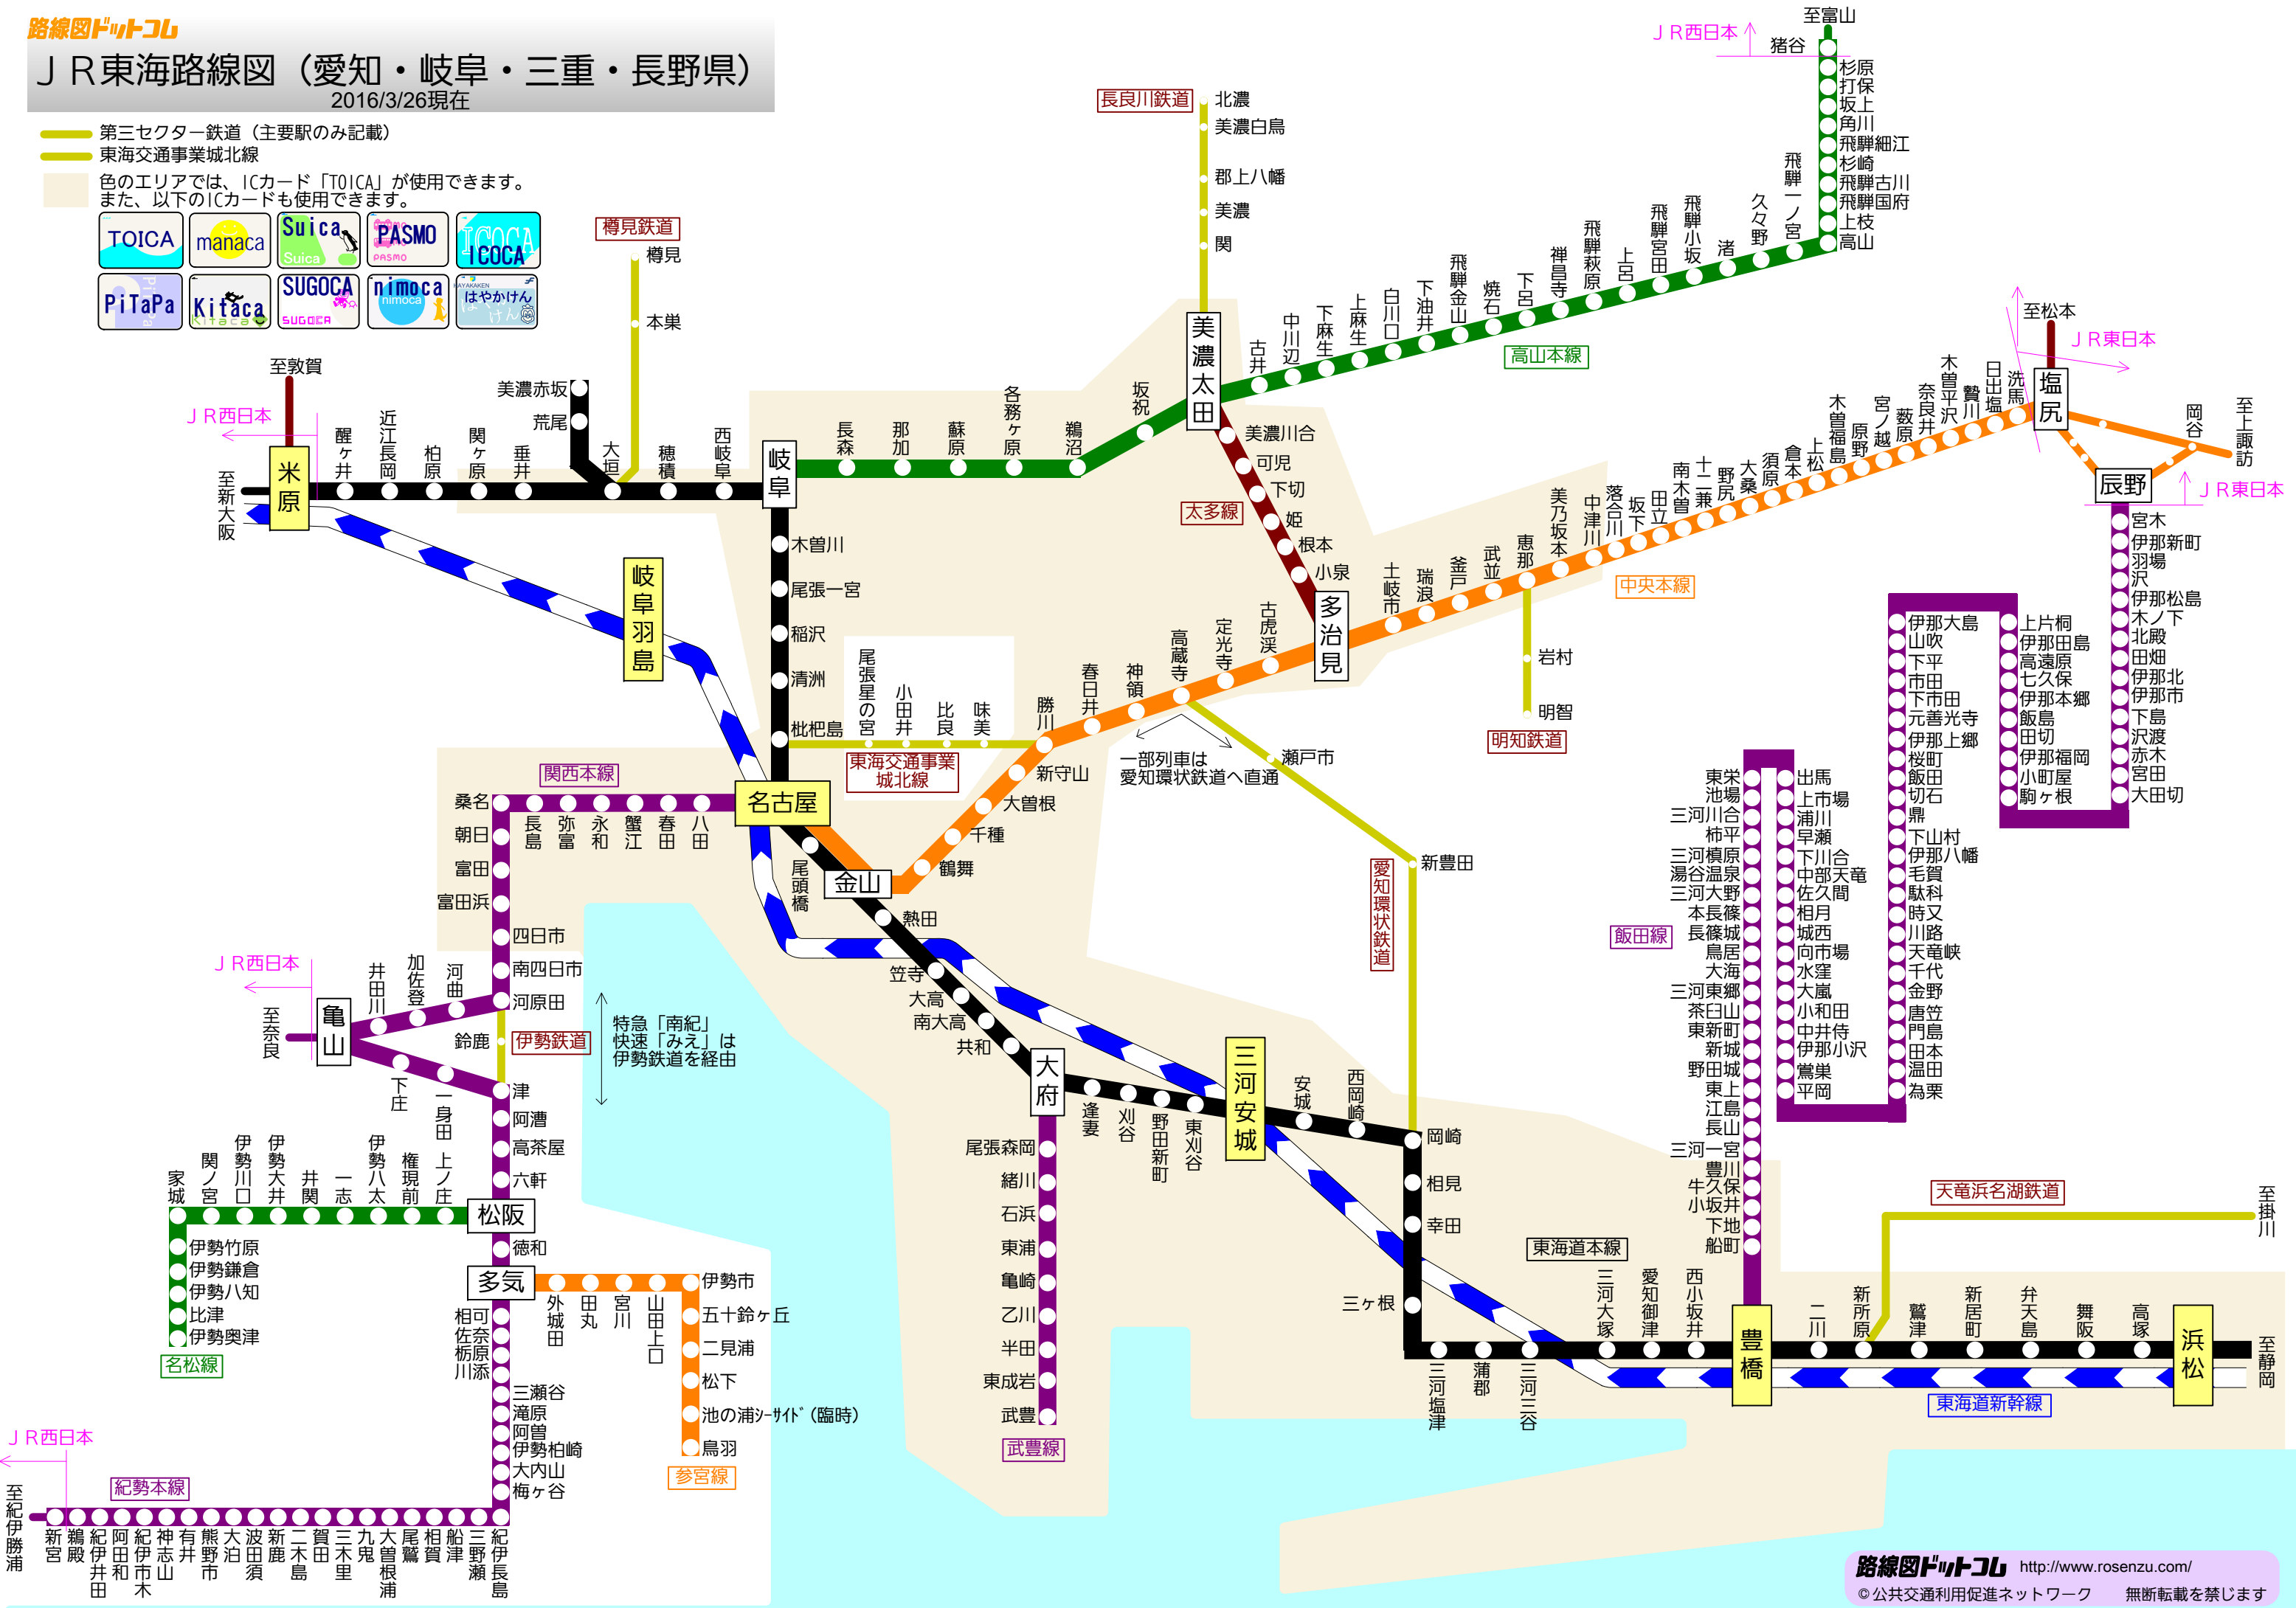 路線図ドットコム
ＪＲ東海路線図（愛知・岐阜・三重・長野県）
2016/3/26現在
第三セクター鉄道（主要駅のみ記載）
東海交通事業城北線
色のエリアでは、ICカード「TOICA」が使用できます。
また、以下のICカードも使用できます。
TOICA
manaca
Suica
Suica
PASMO
PASMO
ICOCA
ICOCA
PiTaPa
Kitaca
Kitaca
SUGOCA
SUGOCA
nimoca
nimoca
HAYAKAKEN
はやかけん
樽見鉄道
樽見
本巣
長良川鉄道
北濃
美濃白鳥
郡上八幡
美濃
関
至富山
ＪＲ西日本
猪谷
杉原
打保
坂上
角川
飛騨細江
杉崎
飛騨古川
飛騨国府
上枝
高山
飛騨一ノ宮
久々野
渚
飛騨小坂
飛騨宮田
上呂
飛騨萩原
禅昌寺
下呂
焼石
飛騨金山
下油井
白川口
上麻生
下麻生
中川辺
古井
高山本線
美濃太田
坂祝
鵜沼
各務ヶ原
蘇原
那加
長森
岐阜
至敦賀
ＪＲ西日本
米原
至新大阪
醒ヶ井
近江長岡
柏原
関ヶ原
垂井
美濃赤坂
荒尾
大垣
穂積
西岐阜
木曽川
尾張一宮
稲沢
清洲
枇杷島
岐阜羽島
太多線
美濃川合
可児
下切
姫
根本
小泉
多治見
至松本
ＪＲ東日本
塩尻
岡谷
至上諏訪
辰野
ＪＲ東日本
洗馬
日出塩
贄川
木曽平沢
奈良井
薮原
宮ノ越
原野
木曽福島
上松
倉本
須原
大桑
野尻
十二兼
南木曽
田立
坂下
落合川
中津川
美乃坂本
恵那
武並
釜戸
瑞浪
土岐市
中央本線
古虎渓
定光寺
高蔵寺
神領
春日井
勝川
新守山
大曽根
千種
鶴舞
金山
岩村
明智
明知鉄道
尾張星の宮
小田井
比良
味美
東海交通事業
城北線
一部列車は
愛知環状鉄道へ直通
瀬戸市
新豊田
愛知環状鉄道
名古屋
関西本線
八田
春田
蟹江
永和
弥富
長島
桑名
朝日
富田
富田浜
四日市
南四日市
河原田
河曲
加佐登
井田川
ＪＲ西日本
亀山
至奈良
鈴鹿
伊勢鉄道
特急「南紀」
快速「みえ」は
伊勢鉄道を経由
下庄
一身田
津
阿漕
高茶屋
六軒
松阪
徳和
多気
上ノ庄
権現前
伊勢八太
一志
井関
伊勢大井
伊勢川口
関ノ宮
家城
伊勢竹原
伊勢鎌倉
伊勢八知
比津
伊勢奥津
名松線
外城田
田丸
宮川
山田上口
伊勢市
五十鈴ヶ丘
二見浦
松下
池の浦シーサイド(臨時)
鳥羽
参宮線
相可
佐奈
栃原
川添
三瀬谷
滝原
阿曽
伊勢柏崎
大内山
梅ヶ谷
紀伊長島
三野瀬
船津
相賀
尾鷲
大曽根浦
九鬼
三木里
賀田
二木島
新鹿
波田須
大泊
熊野市
有井
神志山
紀伊市木
阿田和
紀伊井田
鵜殿
新宮
紀勢本線
ＪＲ西日本
至紀伊勝浦
尾頭橋
熱田
笠寺
大高
南大高
共和
大府
逢妻
刈谷
野田新町
東刈谷
三河安城
安城
西岡崎
岡崎
相見
幸田
三ヶ根
三河塩津
蒲郡
三河三谷
三河大塚
愛知御津
西小坂井
東海道本線
豊橋
二川
新所原
鷲津
新居町
弁天島
舞阪
高塚
浜松
至静岡
東海道新幹線
天竜浜名湖鉄道
至掛川
尾張森岡
緒川
石浜
東浦
亀崎
乙川
半田
東成岩
武豊
武豊線
飯田線
東栄
池場
三河川合
柿平
三河槙原
湯谷温泉
三河大野
本長篠
長篠城
鳥居
大海
三河東郷
茶臼山
東新町
新城
野田城
東上
江島
長山
三河一宮
豊川
牛久保
小坂井
下地
船町
出馬
上市場
浦川
早瀬
下川合
中部天竜
佐久間
相月
城西
向市場
水窪
大嵐
小和田
中井侍
伊那小沢
鶯巣
平岡
伊那大島
山吹
下平
市田
下市田
元善光寺
伊那上郷
桜町
飯田
切石
鼎
下山村
伊那八幡
毛賀
駄科
時又
川路
天竜峡
千代
金野
唐笠
門島
田本
温田
為栗
上片桐
伊那田島
高遠原
七久保
伊那本郷
飯島
田切
伊那福岡
小町屋
駒ヶ根
宮木
伊那新町
羽場
沢
伊那松島
木ノ下
北殿
田畑
伊那北
伊那市
下島
沢渡
赤木
宮田
大田切
路線図ドットコム http://www.rosenzu.com/
©公共交通利用促進ネットワーク　無断転載を禁じます